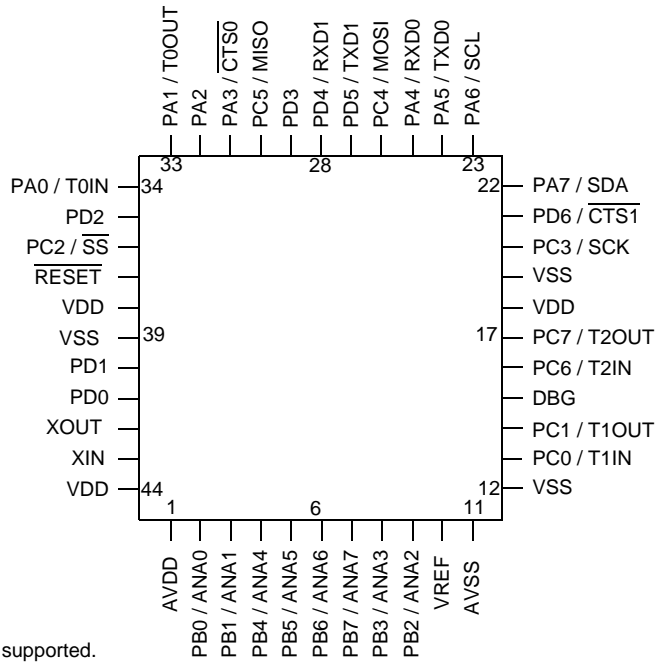 PA1 / T0OUT
PA2
PA3 / CTS0
PC5 / MISO
PD3
PD4 / RXD1
PD5 / TXD1
PC4 / MOSI
PA4 / RXD0
PA5 / TXD0
PA6 / SCL
33
28
23
PA0 / T0IN
34
22
PA7 / SDA
PD2
PD6 / CTS1
PC2 / SS
PC3 / SCK
RESET
VSS
VDD
VDD
VSS
39
17
PC7 / T2OUT
PD1
PC6 / T2IN
PD0
DBG
XOUT
PC1 / T1OUT
XIN
PC0 / T1IN
VDD
44
12
VSS
1
6
11
AVDD
PB0 / ANA0
PB1 / ANA1
PB4 / ANA4
PB5 / ANA5
PB6 / ANA6
PB7 / ANA7
PB3 / ANA3
PB2 / ANA2
VREF
AVSS
supported.